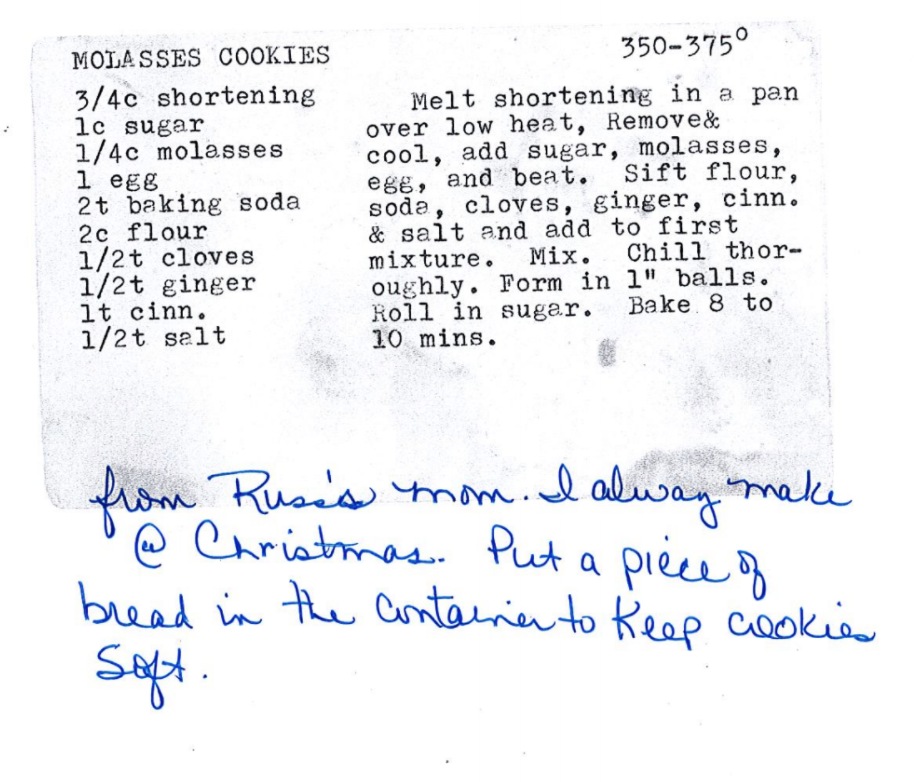 MOLASSES COOKIES
350-375°
3/4c shortening
1c sugar
1/4c molasses
1 egg
2t baking soda
2c flour
1/2t cloves
1/2t ginger
1t cinn.
1/2t salt
Melt shortening in a pan
over low heat, Remove&
cool, add sugar, molasses,
egg, and beat. Sift flour,
soda, cloves, ginger, cinn.
& salt and add to first
mixture. Mix. Chill thor-
oughly. Form in 1" balls.
Roll in sugar. Bake 8 to
10 mins.
from Russ's mom. I alway make
@ Christmas. Put a piece of
bread in the container to Keep cookies
Soft.